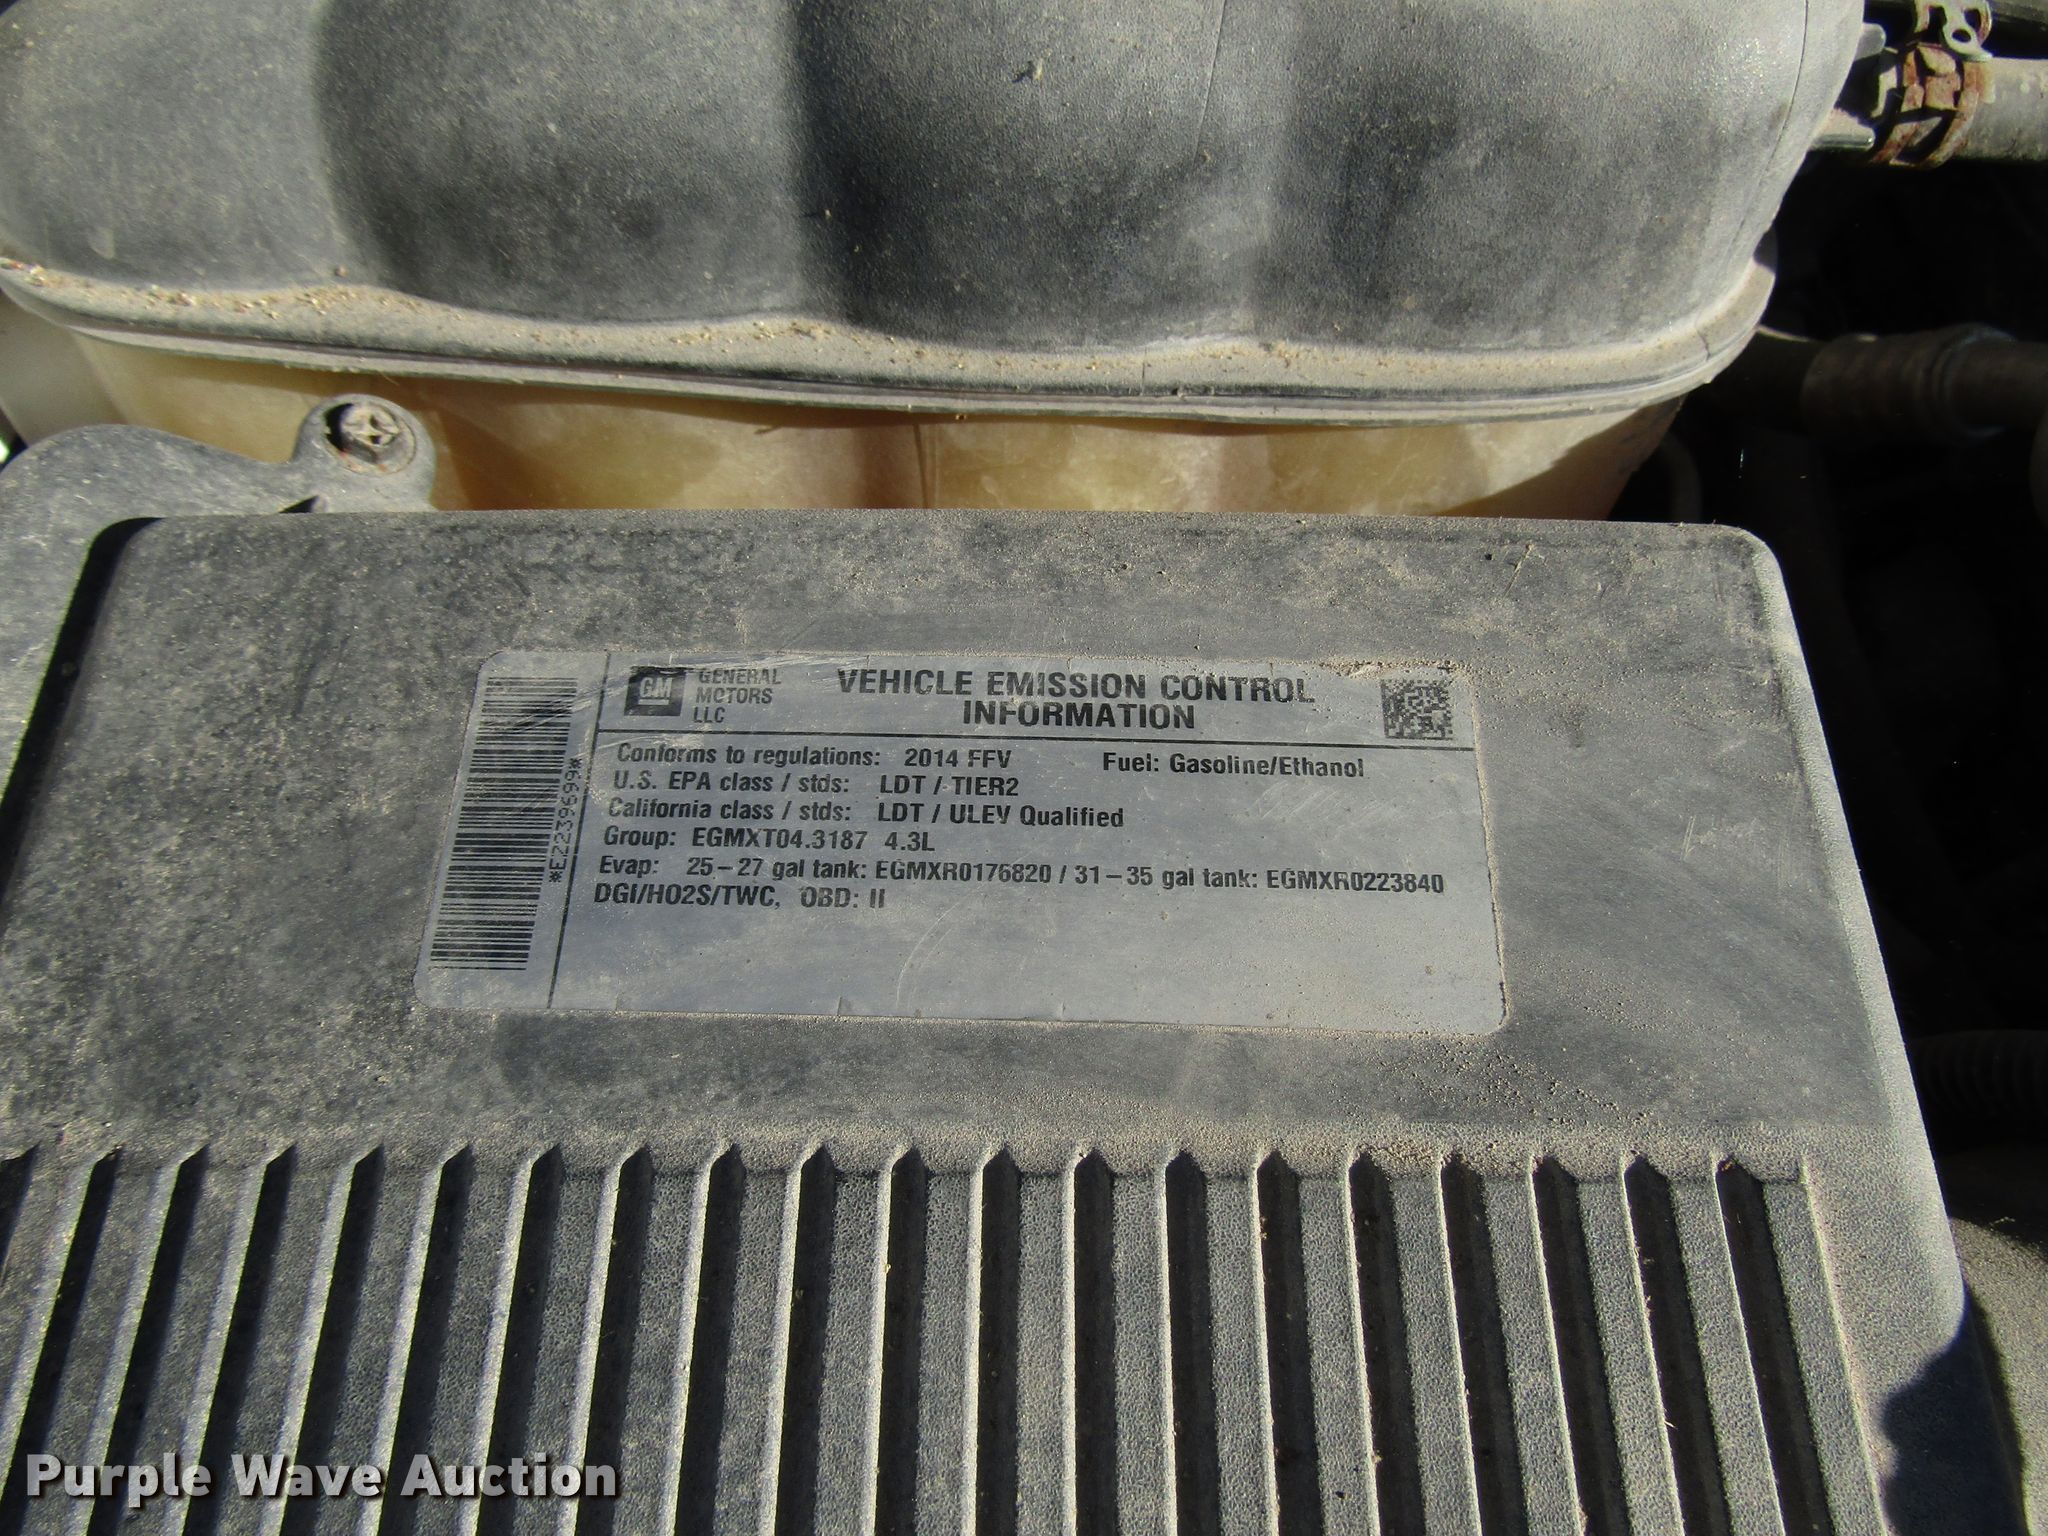 GM
GENERAL
MOTORS
LLC
VEHICLE EMISSION CONTROL
INFORMATION
Conforms to regulations: 2014 FFV Fuel: Gasoline/Ethanol
U.S. EPA class / stds: LDT / TIER2
California class / stds: LDT / ULEV Qualified
Group: EGMXT04.3187 4.3L
Evap: 25-27 gal tank: EGMXR0176820 / 31-35 gal tank: EGMXR0223840
DGI/HO2S/TWC, OBD: II
*EZ239699*
Purple Wave Auction